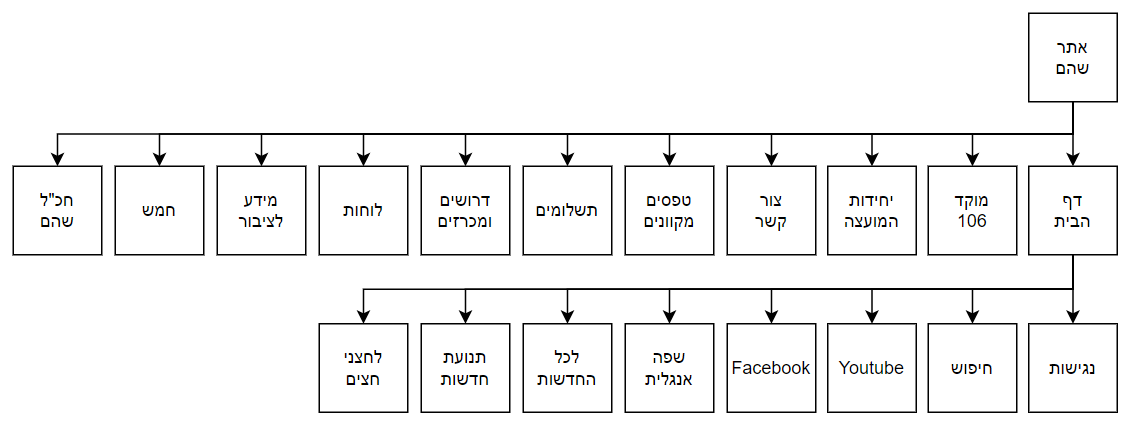 אתר
שהם
דף
הבית
מוקד
106
יחידות
המועצה
צור
קשר
טפסים
מקוונים
תשלומים
דרושים
ומכרזים
לוחות
מידע
לציבור
חמש
חכ"ל
שהם
נגישות
חיפוש
Youtube
Facebook
שפה
אנגלית
לכל
החדשות
תנועת
חדשות
לחצני
חצים